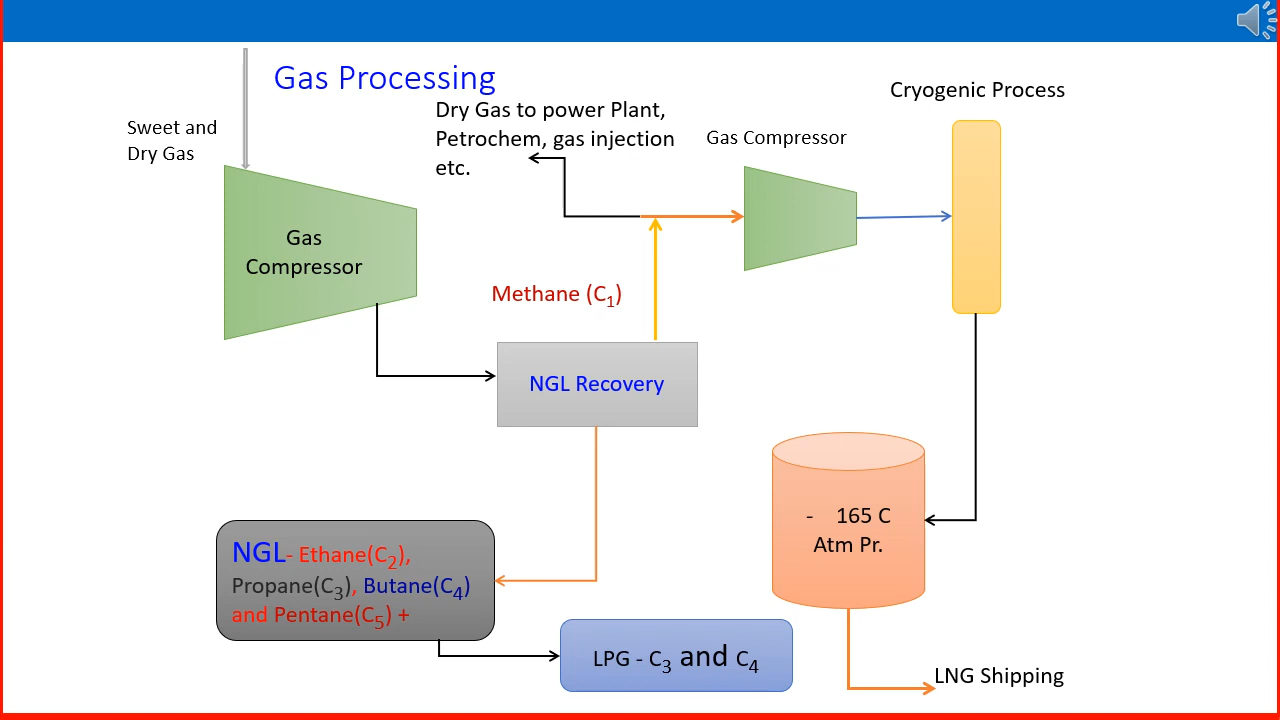 Gas Processing
Sweet and
Dry Gas
Dry Gas to power Plant,
Petrochem, gas injection
etc.
Gas Compressor
Cryogenic Process
Gas
Compressor
Methane (C₁)
NGL Recovery
- 165 C
Atm Pr.
NGL- Ethane(C₂),
Propane(C₃), Butane(C₄)
and Pentane(C₅) +
LPG - C₃ and C₄
LNG Shipping